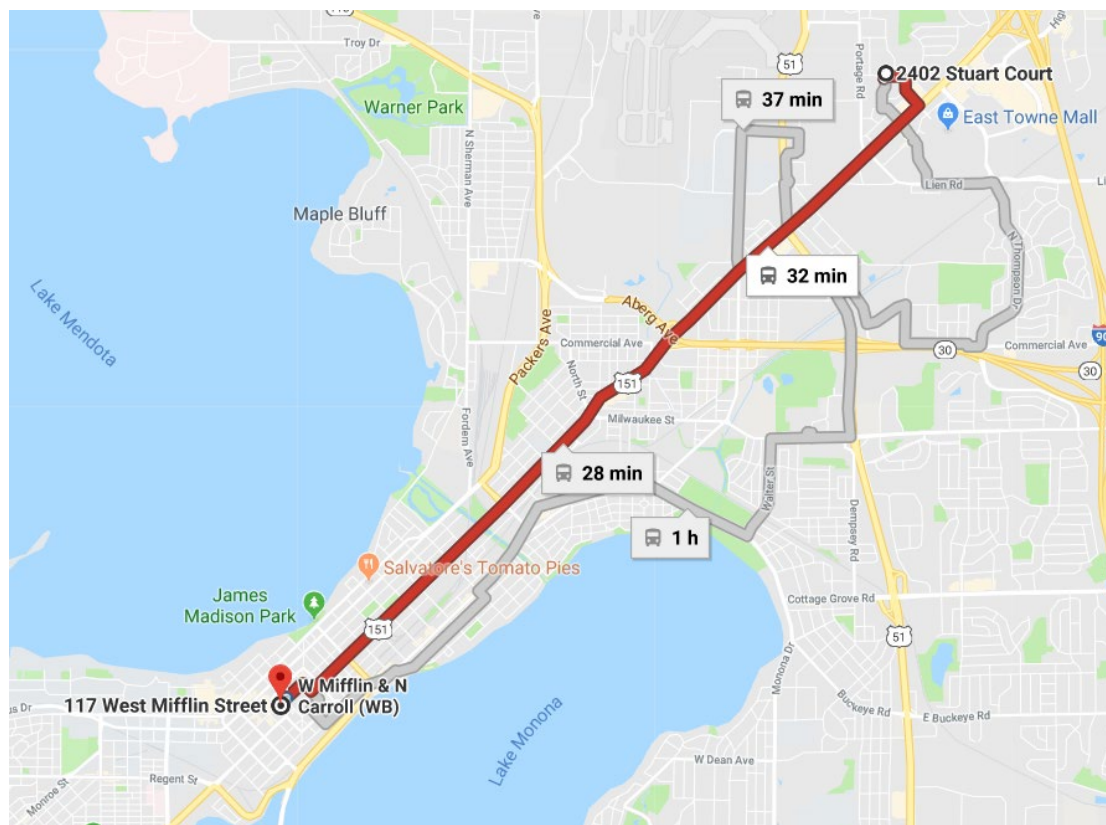 113
Troy Dr
Warner Park
N Sherman Ave
51
Portage Rd
2402 Stuart Court
37 min
East Towne Mall
Lien Rd
Maple Bluff
N Thompson Dr
32 min
Lake Mendota
Aberg Ave
Packers Ave
Commercial Ave
30
Commercial Ave
90
30
North St
151
Milwaukee St
Fordem Ave
28 min
Walter St
Dempsey Rd
1 h
Salvatore's Tomato Pies
James
Madison Park
Cottage Grove Rd
151
51
W Mifflin & N
Carroll (WB)
117 West Mifflin Street
Monona Dr
Buckeye Rd
E Buckeye Rd
Lake Monona
W Dean Ave
Regent St
Monroe St